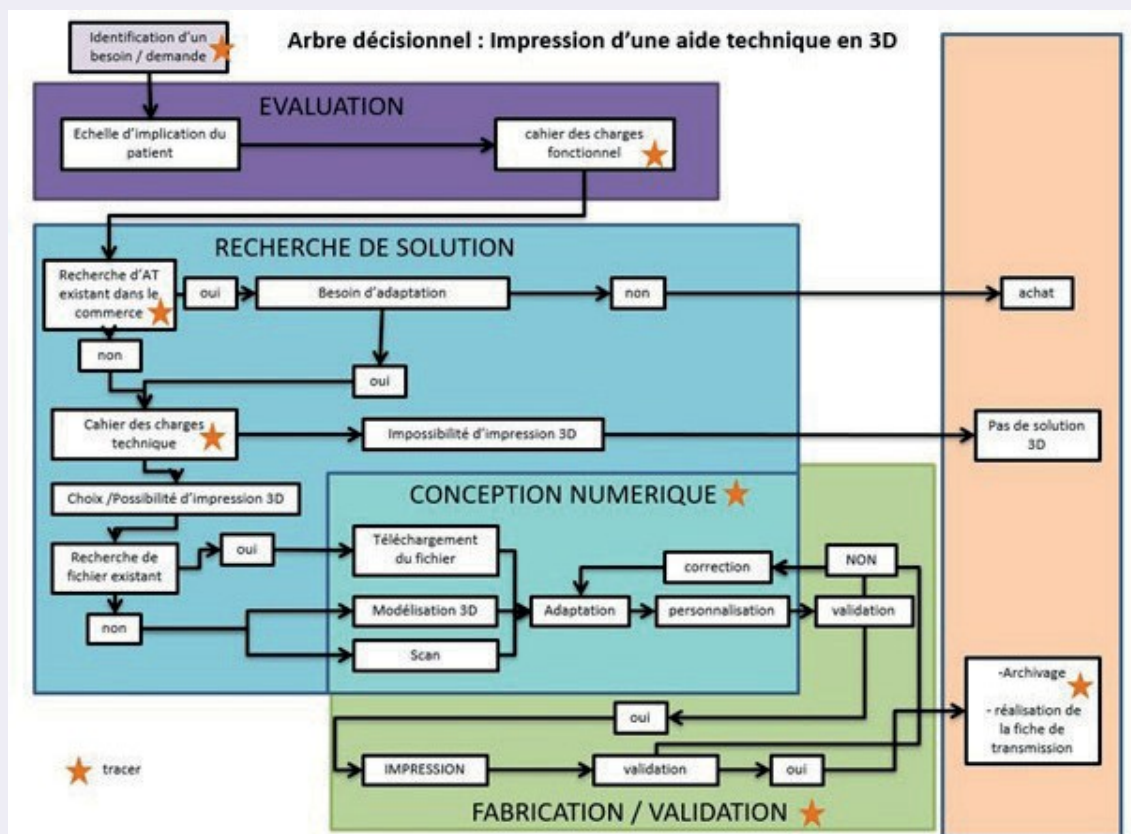 Arbre décisionnel : Impression d'une aide technique en 3D
Identification d'un
besoin / demande
EVALUATION
Echelle d'implication du
patient
cahier des charges
fonctionnel
RECHERCHE DE SOLUTION
Recherche d'AT
existant dans le
commerce
oui
Besoin d'adaptation
non
achat
non
oui
Cahier des charges
technique
Impossibilité d'impression 3D
Pas de solution
3D
Choix /Possibilité d'impression 3D
CONCEPTION NUMERIQUE
Recherche de
fichier existant
oui
Téléchargement
du fichier
correction
NON
non
Modélisation 3D
Adaptation
personnalisation
validation
Scan
-Archivage
- réalisation de
la fiche de
transmission
oui
tracer
IMPRESSION
validation
oui
FABRICATION / VALIDATION